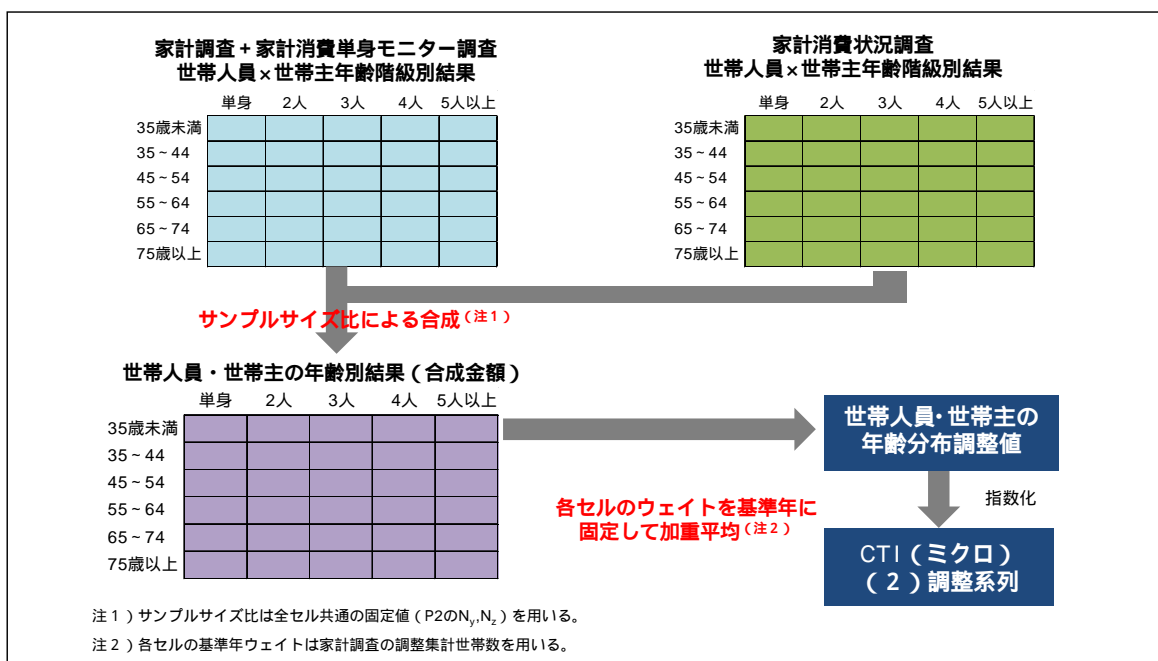 家計調査+家計消費単身モニター調査
世帯人員×世帯主年齢階級別結果
単身 2人 3人 4人 5人以上
35歳未満
35~44
45~54
55~64
65~74
75歳以上
家計消費状況調査
世帯人員×世帯主年齢階級別結果
単身 2人 3人 4人 5人以上
35歳未満
35~44
45~54
55~64
65~74
75歳以上
サンプルサイズ比による合成(注1)
世帯人員・世帯主の年齢別結果(合成金額)
単身 2人 3人 4人 5人以上
35歳未満
35~44
45~54
55~64
65~74
75歳以上
各セルのウェイトを基準年に
固定して加重平均(注2)
世帯人員・世帯主の
年齢分布調整値
指数化
CTI(ミクロ)
(2)調整系列
注1)サンプルサイズ比は全セル共通の固定値(P2のNy,Nz)を用いる。
注2)各セルの基準年ウェイトは家計調査の調整集計世帯数を用いる。